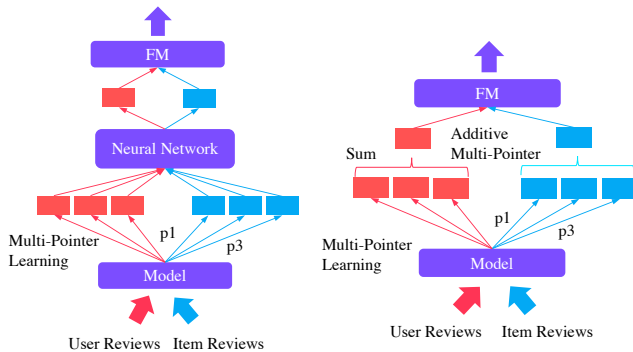 FM
Neural Network
p1
p3
Multi-Pointer
Learning
Model
User Reviews
Item Reviews
FM
Sum
Additive
Multi-Pointer
p1
p3
Multi-Pointer
Learning
Model
User Reviews
Item Reviews